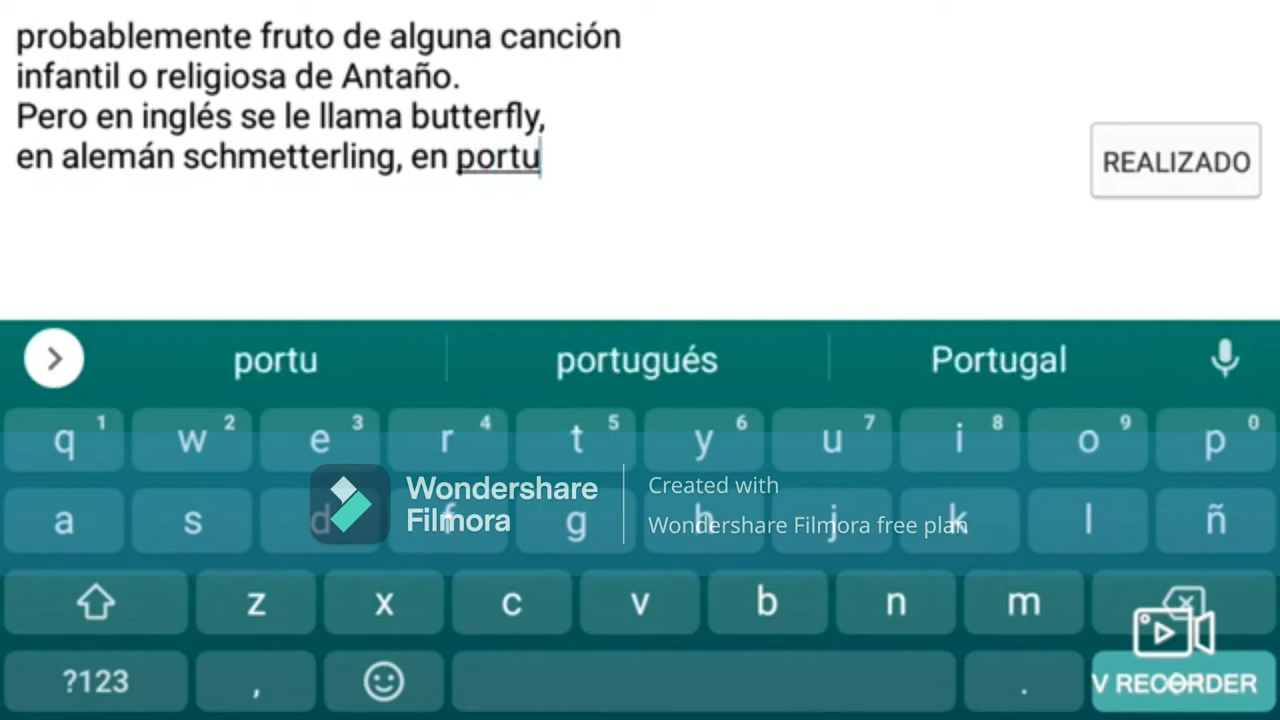 probablemente fruto de alguna canción
infantil o religiosa de Antaño.
Pero en inglés se le llama butterfly,
en alemán schmetterling, en portu
REALIZADO
portu português Portugal
q 1 w 2 e 3 r 4 t 5 y 6 u 7 i 8 o 9 p 0
Wondershare
Filmora
Created with
Wondershare Filmora free plan
a s d f g h j k l ñ
z x c v b n m
?123 , .
V RECORDER